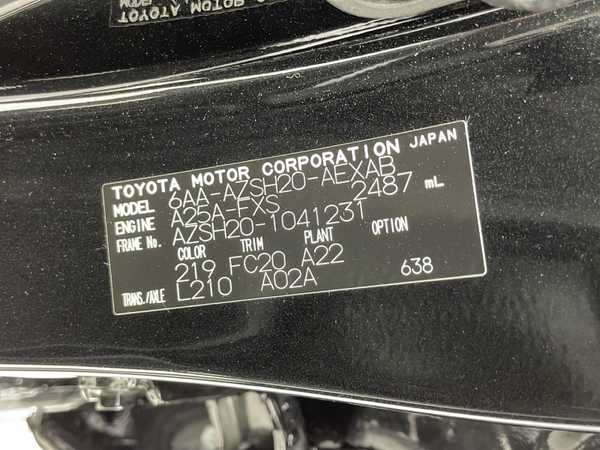 TOYOTA MOTOR CORPORATION JAPAN
MODEL 6AA-AZSH20-AEXAB
ENGINE A25A-FXS 2487 mL
FRAME No. AZSH20-1041231
COLOR TRIM PLANT OPTION
219 FC20 A22
TRANS./AXLE L210 A02A 638